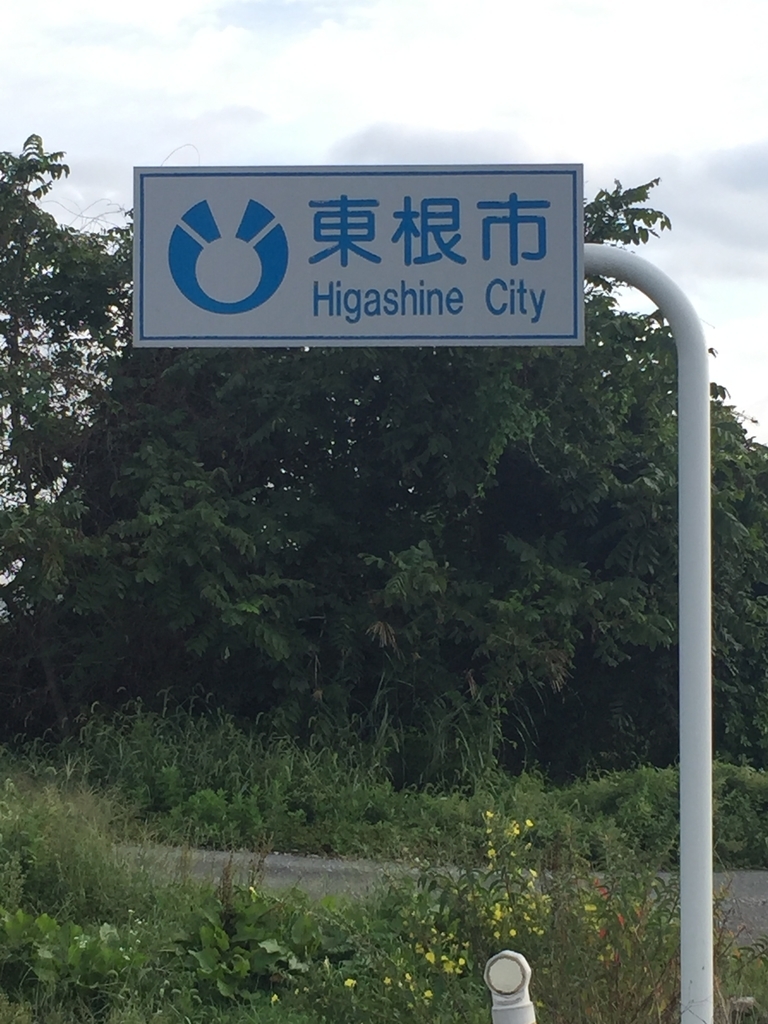 東根市
Higashine City